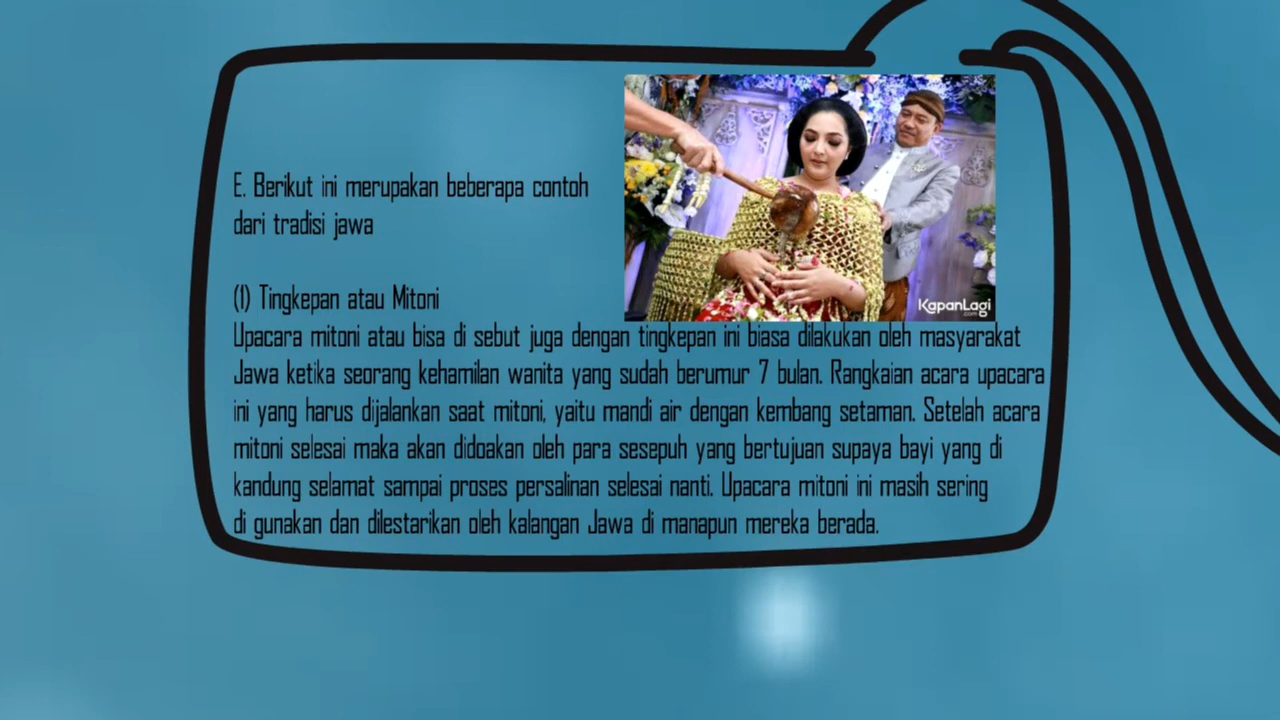 E. Berikut ini merupakan beberapa contoh
dari tradisi jawa
(1) Tingkepan atau Mitoni
Upacara mitoni atau bisa di sebut juga dengan tingkepan ini biasa dilakukan oleh masyarakat
Jawa ketika seorang kehamilan wanita yang sudah berumur 7 bulan. Rangkaian acara upacara
ini yang harus dijalankan saat mitoni, yaitu mandi air dengan kembang setaman. Setelah acara
mitoni selesai maka akan didoakan oleh para sesepuh yang bertujuan supaya bayi yang di
kandung selamat sampai proses persalinan selesai nanti. Upacara mitoni ini masih sering
di gunakan dan dilestarikan oleh kalangan Jawa di manapun mereka berada.
KapanLagi
.com